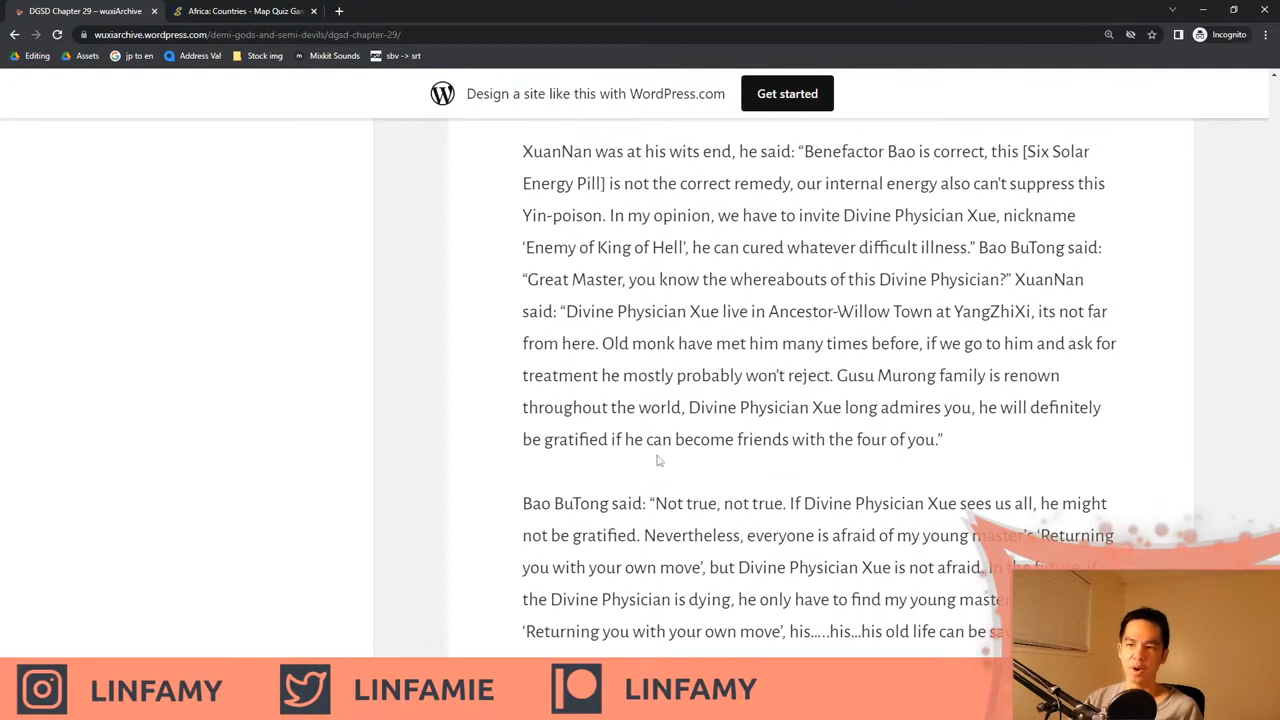 DGSD Chapter 29 – wuxiArchive
Africa: Countries - Map Quiz Gam
wuxiarchive.wordpress.com/demi-gods-and-semi-devils/dgsd-chapter-29/
Incognito
Editing Assets jp to en Address Val Stock img Mixkit Sounds sbv -> srt
Design a site like this with WordPress.com Get started
XuanNan was at his wits end, he said: “Benefactor Bao is correct, this [Six Solar
Energy Pill] is not the correct remedy, our internal energy also can’t suppress this
Yin-poison. In my opinion, we have to invite Divine Physician Xue, nickname
‘Enemy of King of Hell’, he can cured whatever difficult illness.” Bao BuTong said:
“Great Master, you know the whereabouts of this Divine Physician?” XuanNan
said: “Divine Physician Xue live in Ancestor-Willow Town at YangZhiXi, its not far
from here. Old monk have met him many times before, if we go to him and ask for
treatment he mostly probably won’t reject. Gusu Murong family is renown
throughout the world, Divine Physician Xue long admires you, he will definitely
be gratified if he can become friends with the four of you.”
Bao BuTong said: “Not true, not true. If Divine Physician Xue sees us all, he might
not be gratified. Nevertheless, everyone is afraid of my young master’s ‘Returning
you with your own move’, but Divine Physician Xue is not afraid. In the future, if
the Divine Physician is dying, he only have to find my young master
‘Returning you with your own move’, his…..his…his old life can be
LINFAMY LINFAMIE LINFAMY